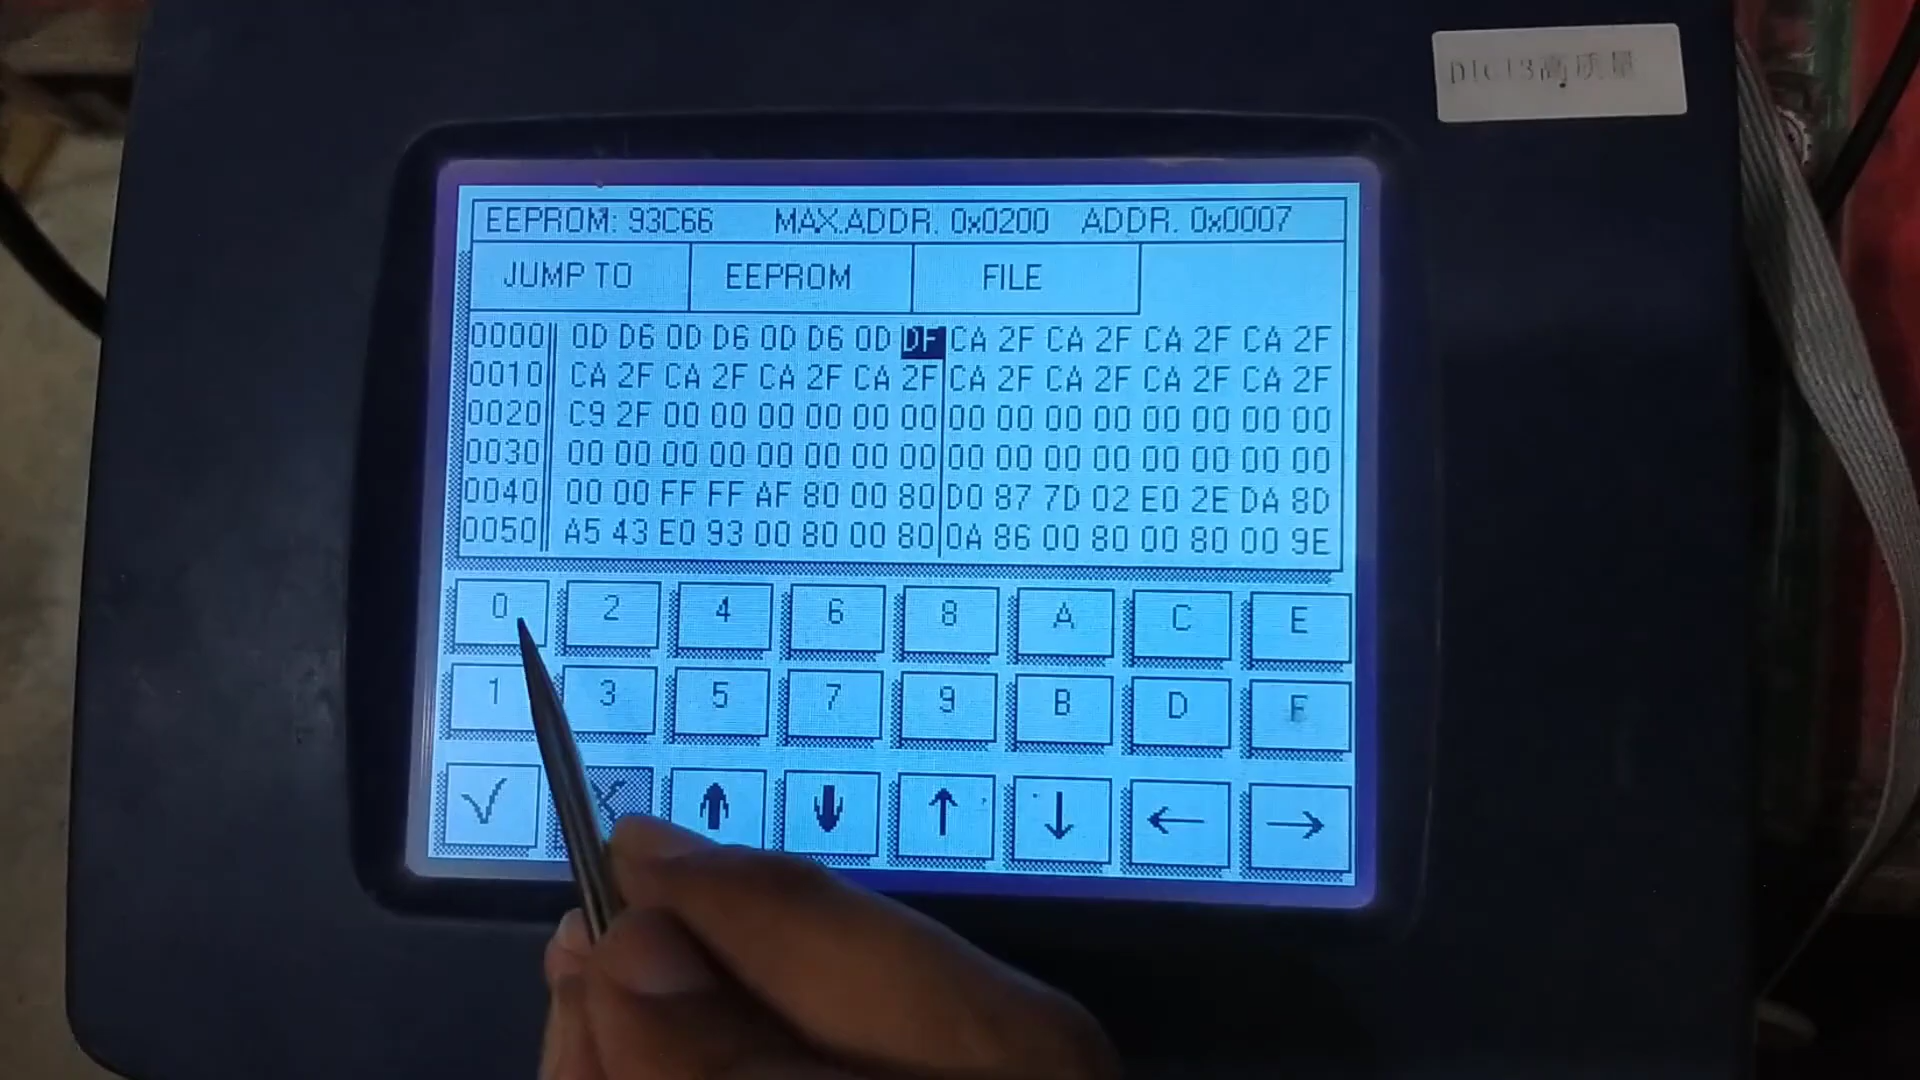 高质量
EEPROM: 93C66 MAX.ADDR. 0x0200 ADDR. 0x0007
JUMP TO EEPROM FILE
0000 0D D6 0D D6 0D D6 0D DF CA 2F CA 2F CA 2F CA 2F
0010 CA 2F CA 2F CA 2F CA 2F CA 2F CA 2F CA 2F CA 2F
0020 C9 2F 00 00 00 00 00 00 00 00 00 00 00 00 00 00
0030 00 00 00 00 00 00 00 00 00 00 00 00 00 00 00 00
0040 00 00 FF FF AF 80 00 80 D0 87 7D 02 E0 2E DA 8D
0050 A5 43 E0 93 00 80 00 80 0A 86 00 80 00 80 00 9E
0 2 4 6 8 A C E
1 3 5 7 9 B D F